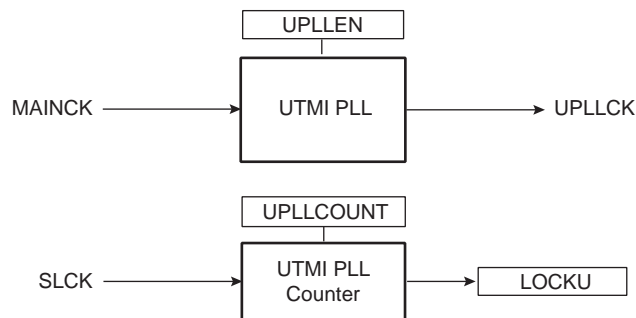 UPLLEN
MAINCK
UTMI PLL
UPLLCK
UPLLCOUNT
SLCK
UTMI PLL
Counter
LOCKU